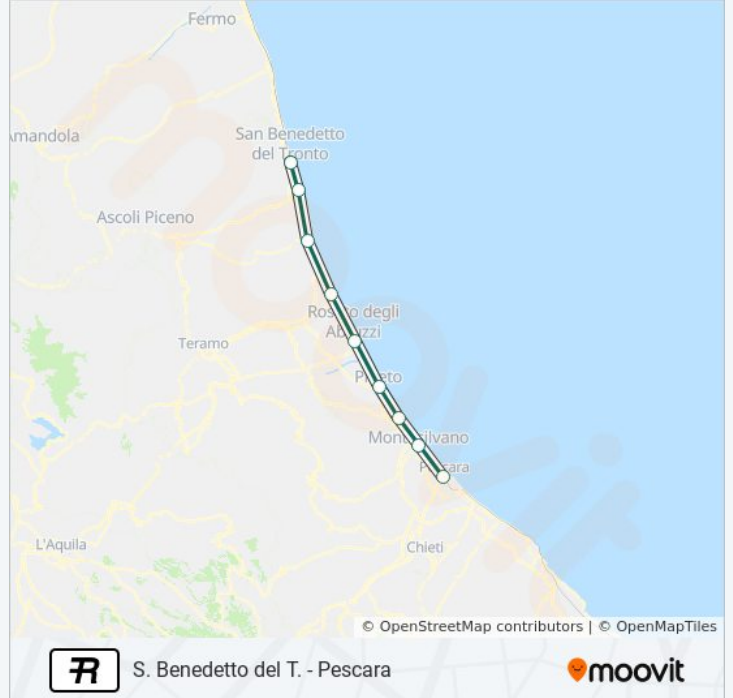 Fermo
mandola
San Benedetto
del Tronto
Ascoli Piceno
Roseto degli
Abruzzi
Teramo
Pineto
Montesilvano
Pescara
L'Aquila
Chieti
© OpenStreetMap contributors | © OpenMapTiles
R S. Benedetto del T. - Pescara
moovit